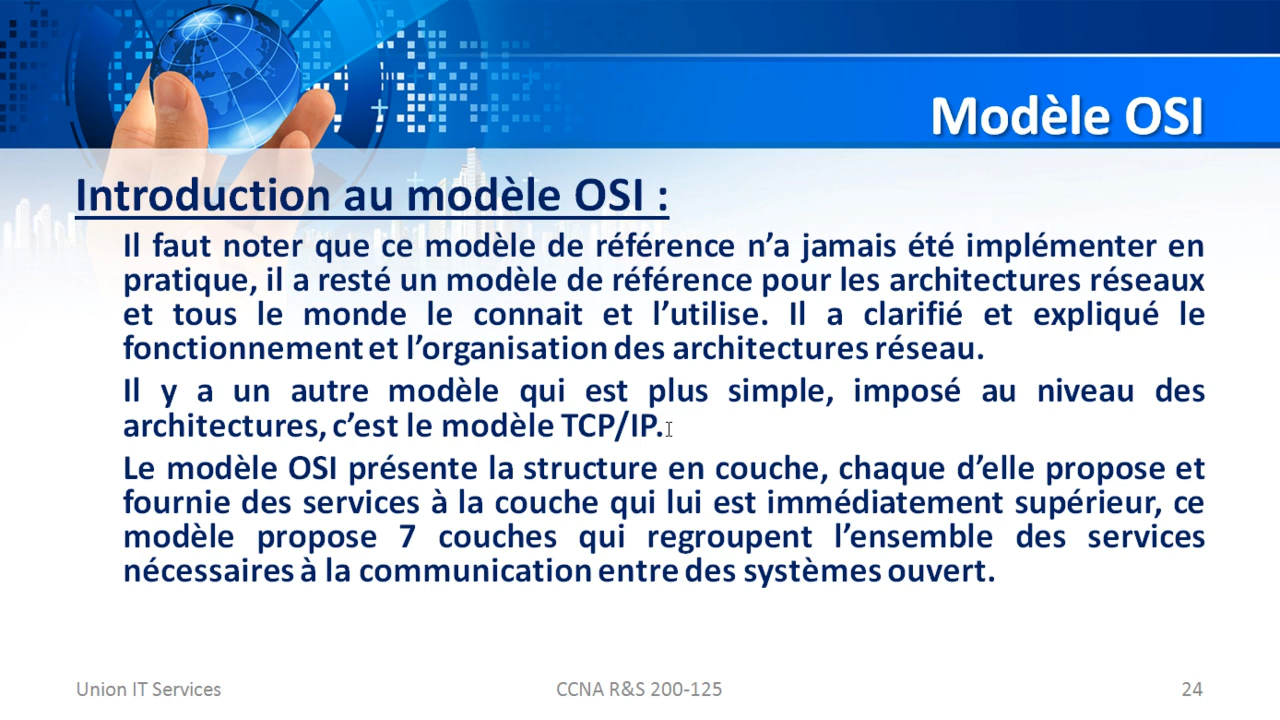 Modèle OSI
Introduction au modèle OSI :
Il faut noter que ce modèle de référence n'a jamais été implémenter en
pratique, il a resté un modèle de référence pour les architectures réseaux
et tous le monde le connait et l'utilise. Il a clarifié et expliqué le
fonctionnement et l'organisation des architectures réseau.
Il y a un autre modèle qui est plus simple, imposé au niveau des
architectures, c'est le modèle TCP/IP.
Le modèle OSI présente la structure en couche, chaque d'elle propose et
fournie des services à la couche qui lui est immédiatement supérieur, ce
modèle propose 7 couches qui regroupent l'ensemble des services
nécessaires à la communication entre des systèmes ouvert.
Union IT Services
CCNA R&S 200-125
24